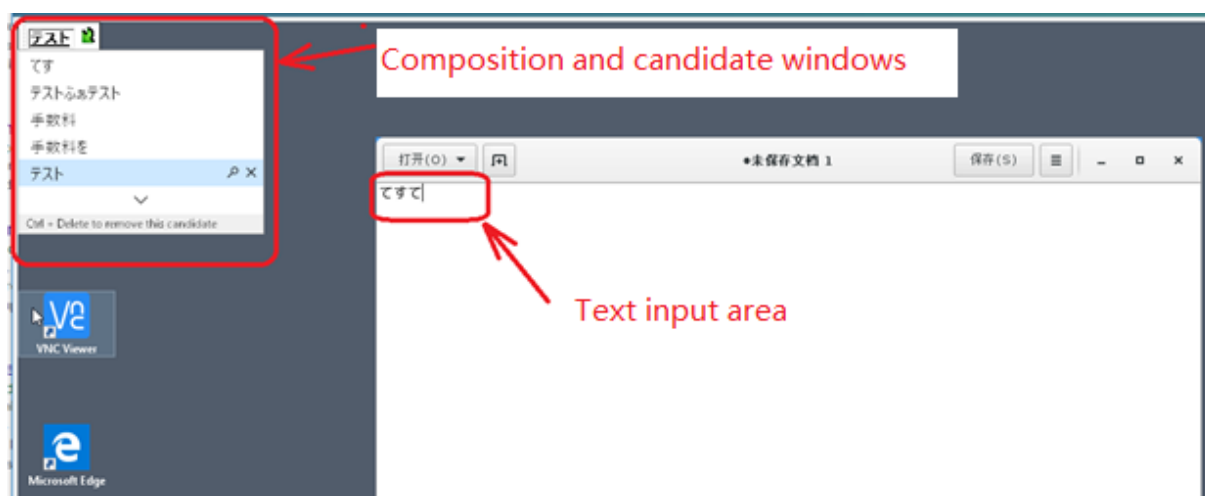 テスト
てす
テストふぁテスト
手数料
手数料を
テスト
Ctrl + Delete to remove this candidate
Composition and candidate windows
打开(O)
•未保存文档 1
保存(S)
てすて
Text input area
VNC Viewer
Microsoft Edge